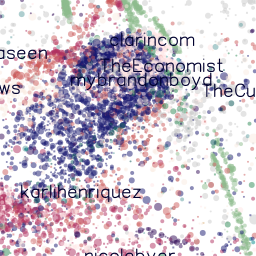 clarincom
aseen
TheEconomist
mybrandonboyd
ws
TheCu
karlihenriquez
nicolebyer